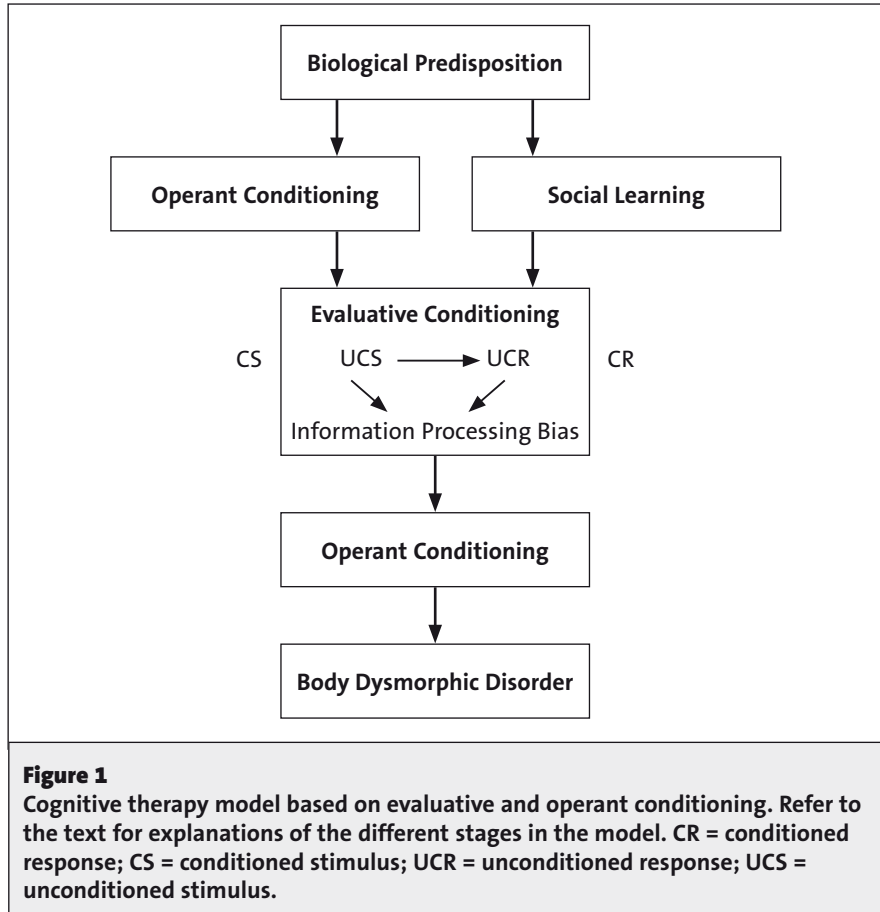 Biological Predisposition
Operant Conditioning
Social Learning
Evaluative Conditioning
CS UCS UCR CR
Information Processing Bias
Operant Conditioning
Body Dysmorphic Disorder
Figure 1
Cognitive therapy model based on evaluative and operant conditioning. Refer to
the text for explanations of the different stages in the model. CR = conditioned
response; CS = conditioned stimulus; UCR = unconditioned response; UCS =
unconditioned stimulus.